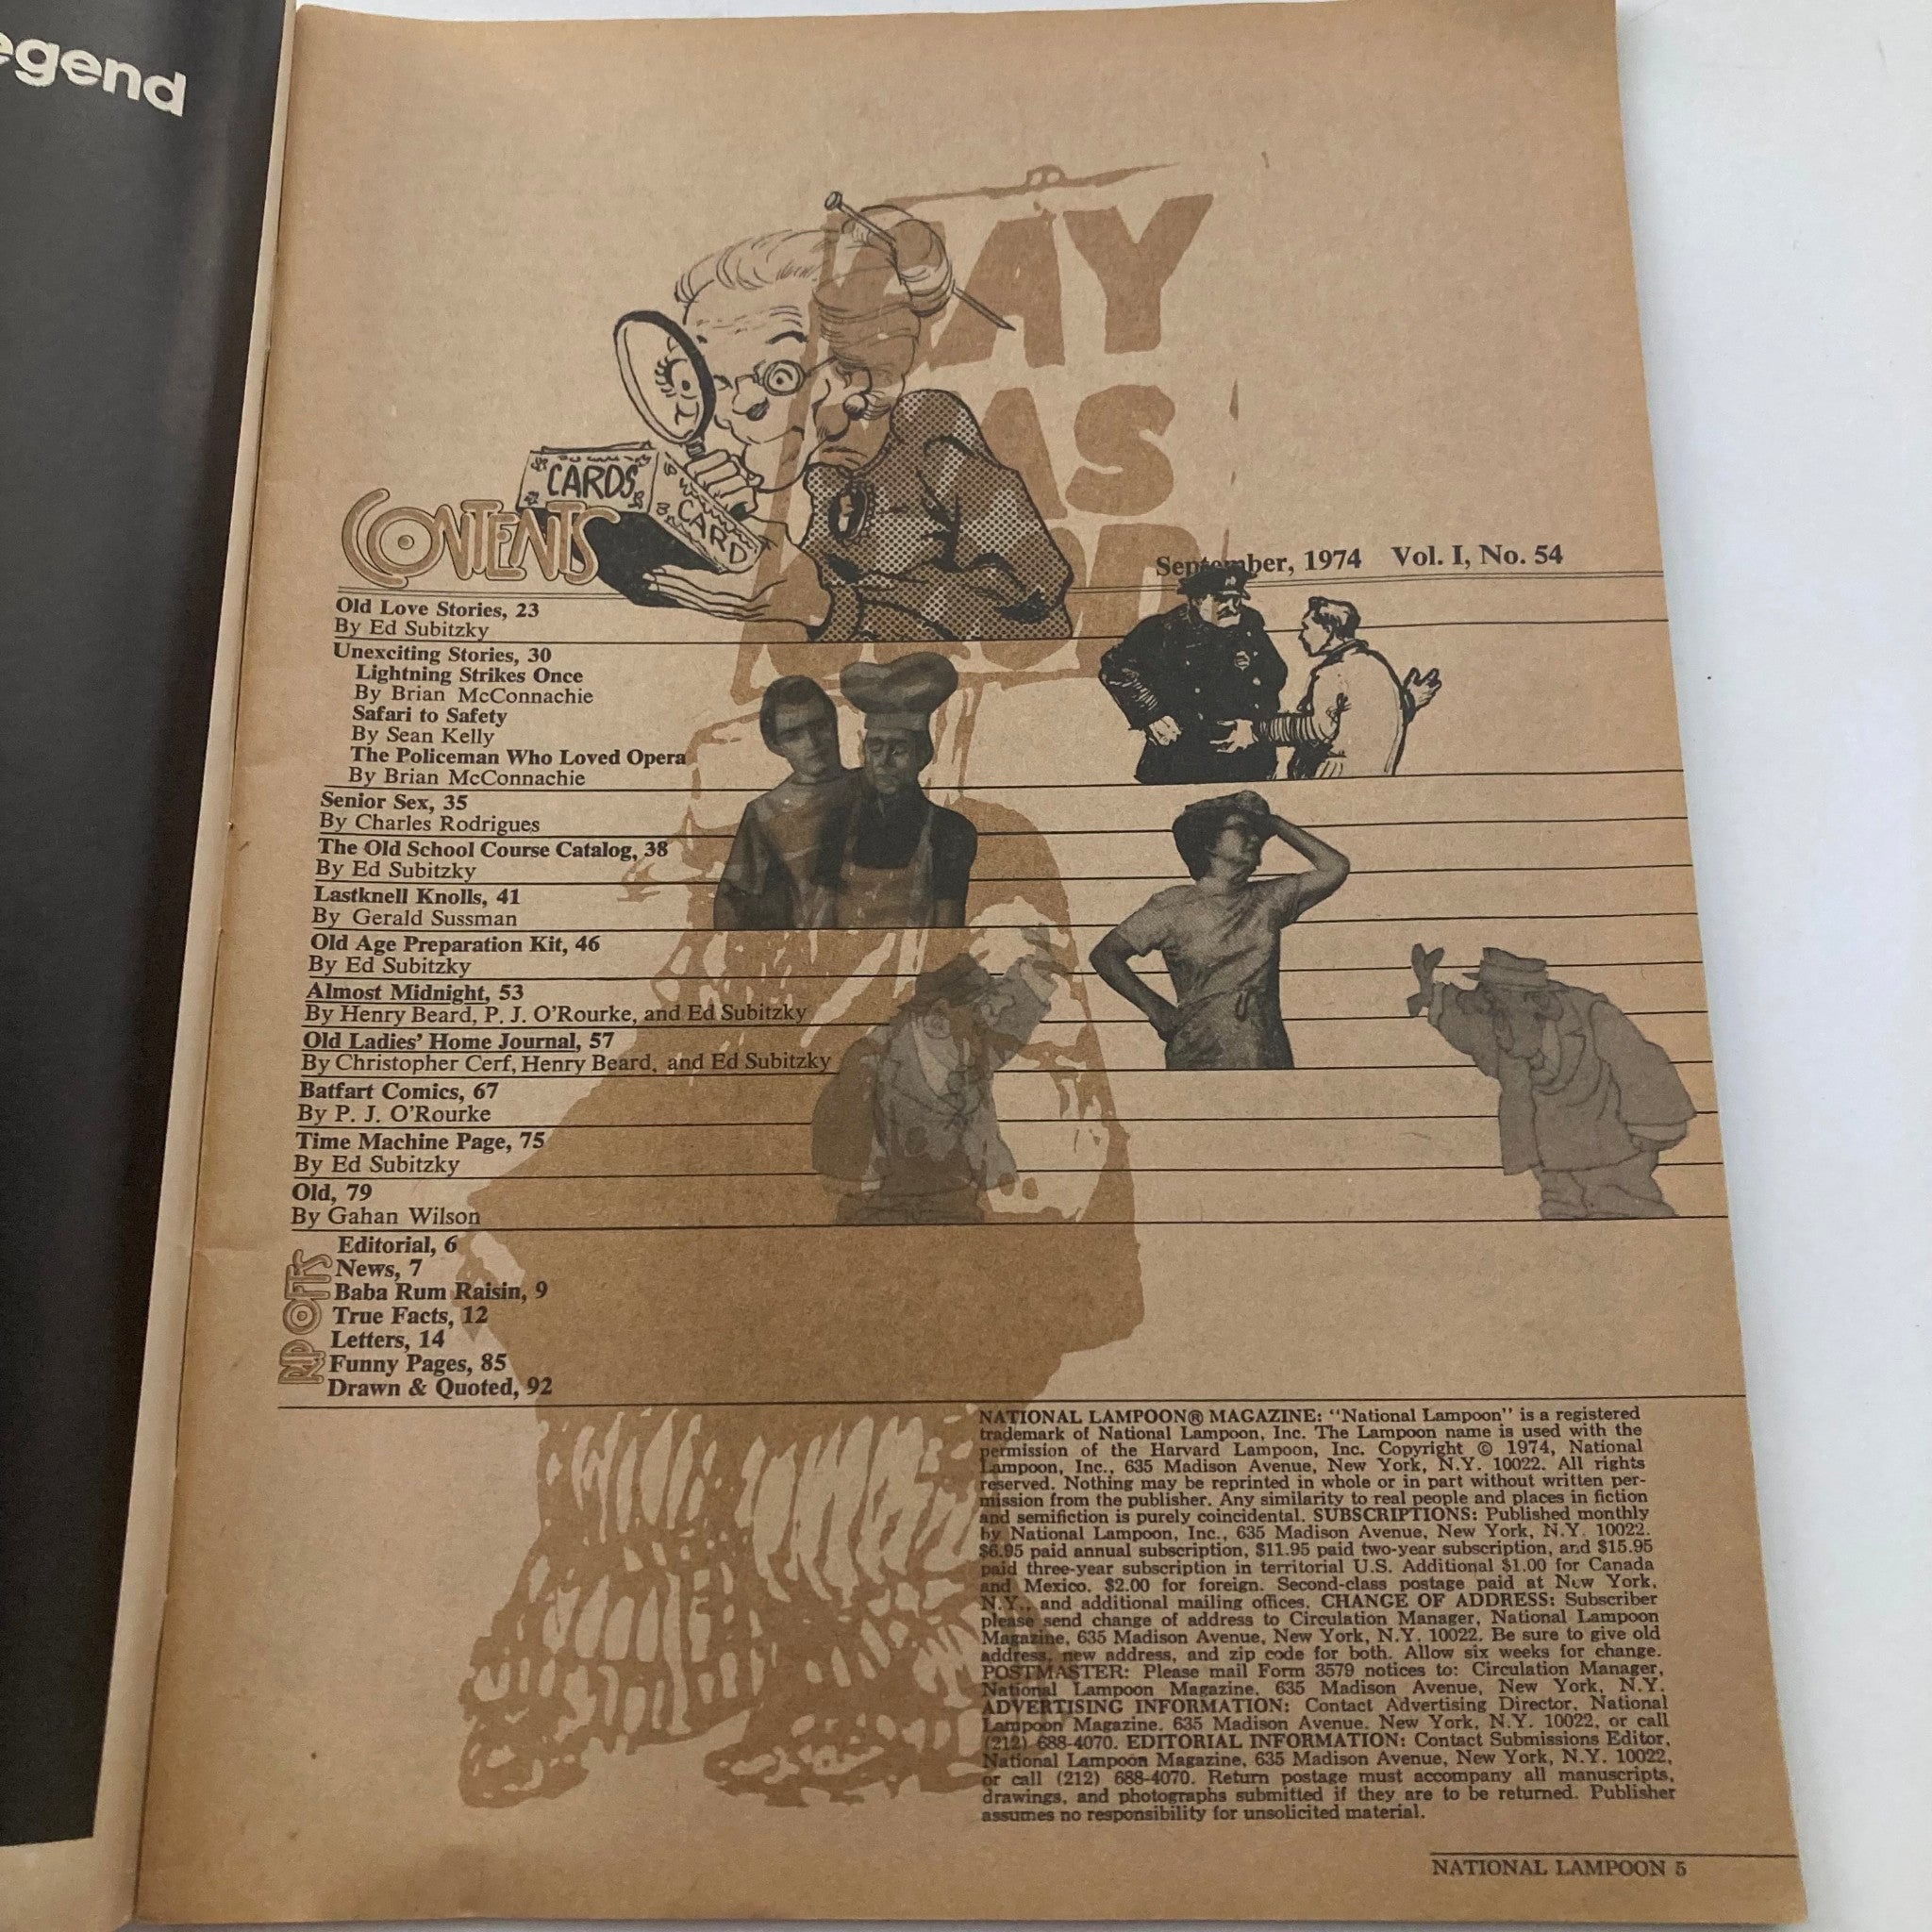 egend
AY
AS
CARDS
CARD
CONTENTS
September, 1974 Vol. I, No. 54
Old Love Stories, 23
By Ed Subitzky
Unexciting Stories, 30
Lightning Strikes Once
By Brian McConnachie
Safari to Safety
By Sean Kelly
The Policeman Who Loved Opera
By Brian McConnachie
Senior Sex, 35
By Charles Rodrigues
The Old School Course Catalog, 38
By Ed Subitzky
Lastknell Knolls, 41
By Gerald Sussman
Old Age Preparation Kit, 46
By Ed Subitzky
Almost Midnight, 53
By Henry Beard, P. J. O'Rourke, and Ed Subitzky
Old Ladies' Home Journal, 57
By Christopher Cerf, Henry Beard, and Ed Subitzky
Batfart Comics, 67
By P. J. O'Rourke
Time Machine Page, 75
By Ed Subitzky
Old, 79
By Gahan Wilson
RIPOFFS
Editorial, 6
News, 7
Baba Rum Raisin, 9
True Facts, 12
Letters, 14
Funny Pages, 85
Drawn & Quoted, 92
NATIONAL LAMPOON® MAGAZINE: "National Lampoon" is a registered
trademark of National Lampoon, Inc. The Lampoon name is used with the
permission of the Harvard Lampoon, Inc. Copyright © 1974, National
Lampoon, Inc., 635 Madison Avenue, New York, N.Y. 10022. All rights
reserved. Nothing may be reprinted in whole or in part without written per-
mission from the publisher. Any similarity to real people and places in fiction
and semifiction is purely coincidental. SUBSCRIPTIONS: Published monthly
by National Lampoon, Inc., 635 Madison Avenue, New York, N.Y. 10022.
$6.95 paid annual subscription, $11.95 paid two-year subscription, and $15.95
paid three-year subscription in territorial U.S. Additional $1.00 for Canada
and Mexico. $2.00 for foreign. Second-class postage paid at New York,
N.Y., and additional mailing offices. CHANGE OF ADDRESS: Subscriber
please send change of address to Circulation Manager, National Lampoon
Magazine, 635 Madison Avenue, New York, N.Y. 10022. Be sure to give old
address, new address, and zip code for both. Allow six weeks for change.
POSTMASTER: Please mail Form 3579 notices to: Circulation Manager,
National Lampoon Magazine, 635 Madison Avenue, New York, N.Y.
ADVERTISING INFORMATION: Contact Advertising Director, National
Lampoon Magazine, 635 Madison Avenue, New York, N.Y. 10022, or call
(212) 688-4070. EDITORIAL INFORMATION: Contact Submissions Editor,
National Lampoon Magazine, 635 Madison Avenue, New York, N.Y. 10022,
or call (212) 688-4070. Return postage must accompany all manuscripts,
drawings, and photographs submitted if they are to be returned. Publisher
assumes no responsibility for unsolicited material.
NATIONAL LAMPOON 5